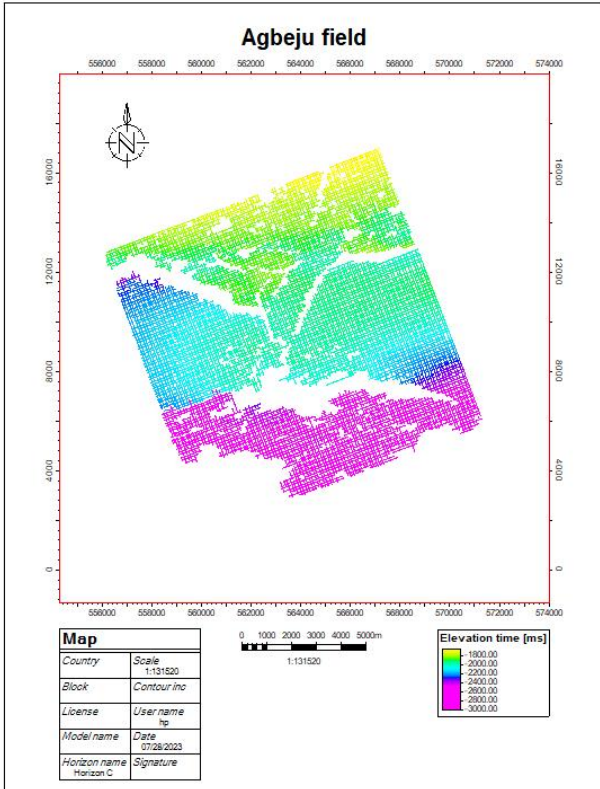 Agbeju field
556000 558000 560000 562000 564000 566000 568000 570000 572000 574000
N
16000 16000
12000 12000
8000 8000
4000 4000
0 0
556000 558000 560000 562000 564000 566000 568000 570000 572000 574000
Map
Country Scale
1:131520
Block Contour inc
License User name
hp
Model name Date
07/28/2023
Horizon name Signature
Horizon C
0 1000 2000 3000 4000 5000m
1:131520
Elevation time [ms]
-1800.00
-2000.00
-2200.00
-2400.00
-2600.00
-2800.00
-3000.00